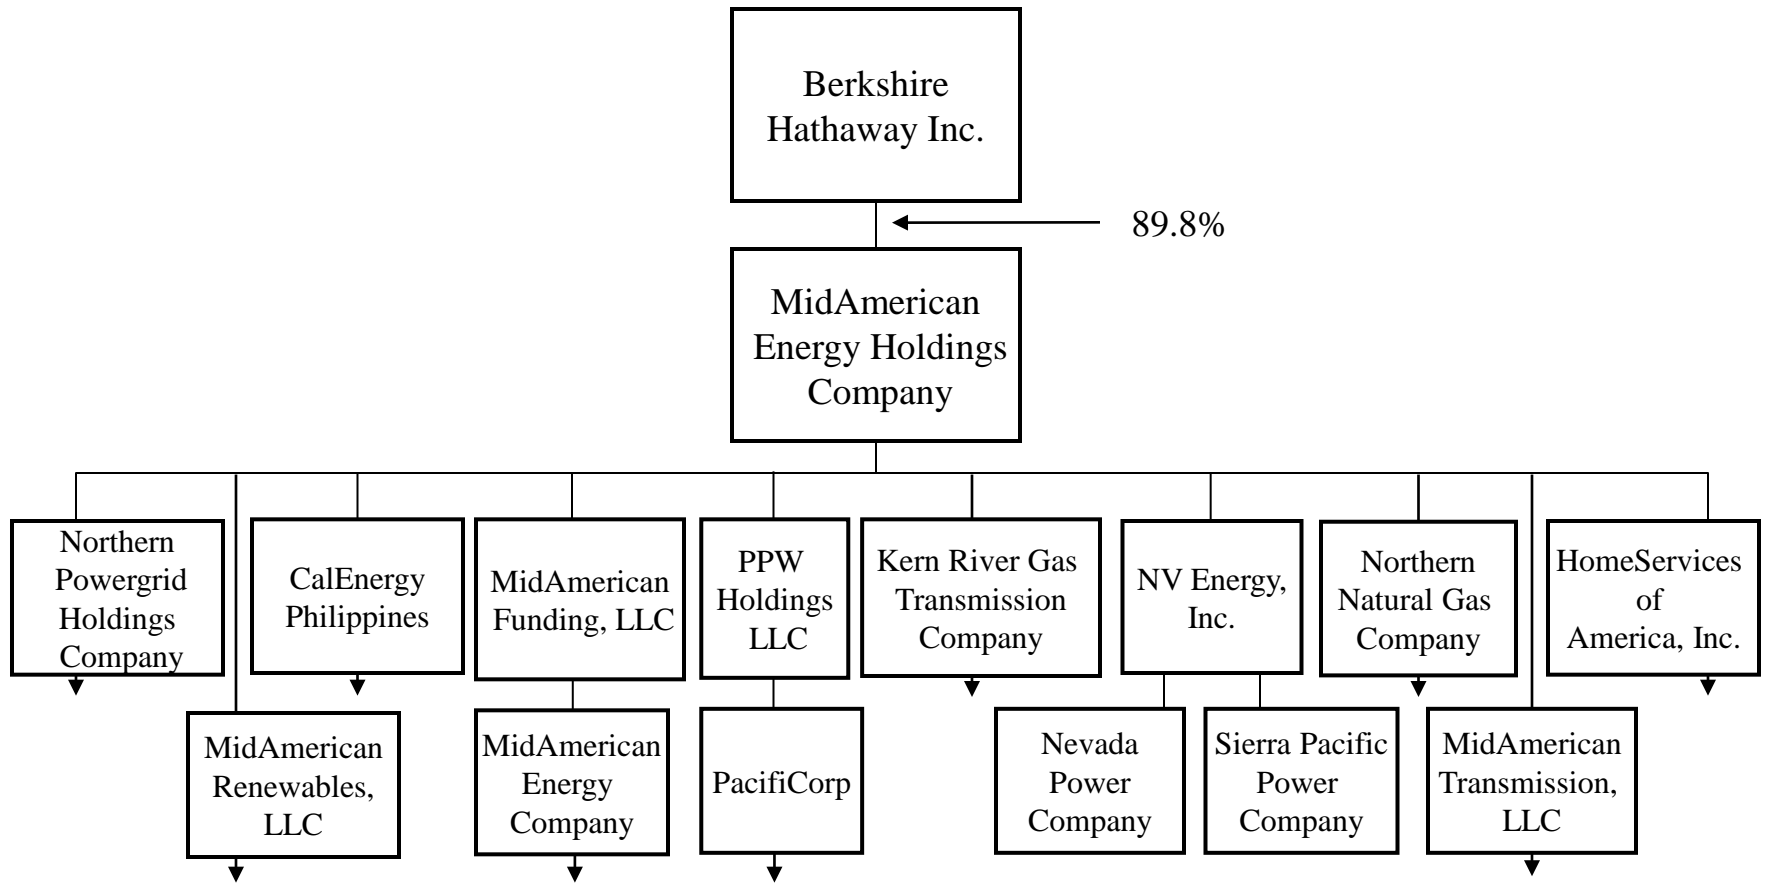 Berkshire
Hathaway Inc.
89.8%
MidAmerican
Energy Holdings
Company
Northern
Powergrid
Holdings
Company
CalEnergy
Philippines
MidAmerican
Funding, LLC
PPW
Holdings
LLC
Kern River Gas
Transmission
Company
NV Energy,
Inc.
Northern
Natural Gas
Company
HomeServices
of
America, Inc.
MidAmerican
Renewables,
LLC
MidAmerican
Energy
Company
PacifiCorp
Nevada
Power
Company
Sierra Pacific
Power
Company
MidAmerican
Transmission,
LLC